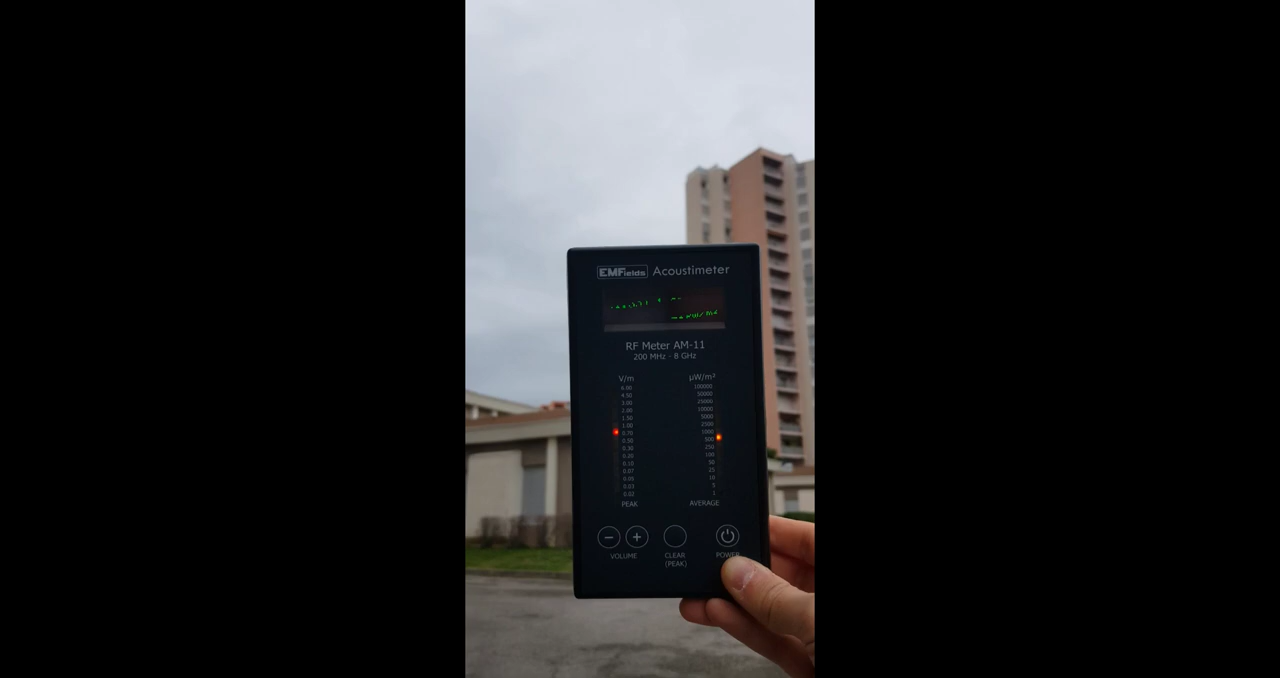 EMFields Acoustimeter
RF Meter AM-11
200 MHz - 8 GHz
V/m µW/m²
6.00 100000
4.50 50000
3.00 25000
2.00 10000
1.50 5000
1.00 2500
0.70 1000
0.50 500
0.30 250
0.20 100
0.10 50
0.07 25
0.05 10
0.03 5
0.02 1
PEAK AVERAGE
VOLUME CLEAR POWER
(PEAK)